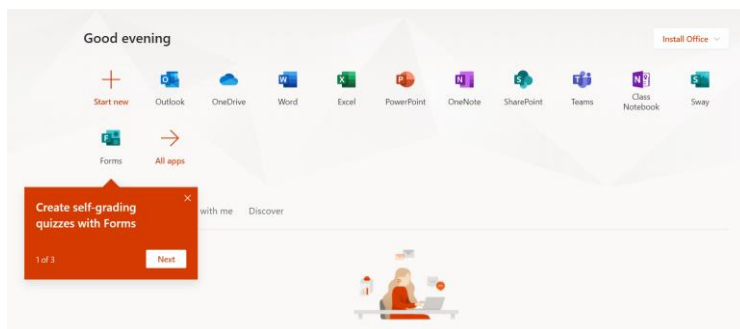 Good evening
Install Office
Start new
Outlook
OneDrive
Word
Excel
PowerPoint
OneNote
SharePoint
Teams
Class
Notebook
Sway
Forms
All apps
Create self-grading
quizzes with Forms
1 of 3
Next
with me
Discover